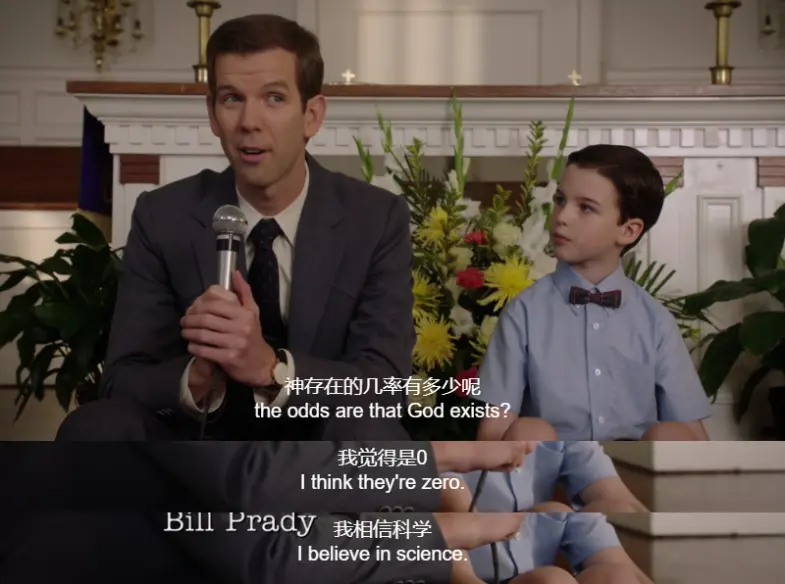 神存在的几率有多少呢
the odds are that God exists?
我觉得是0
I think they're zero.
Bill Prady
我相信科学
I believe in science.